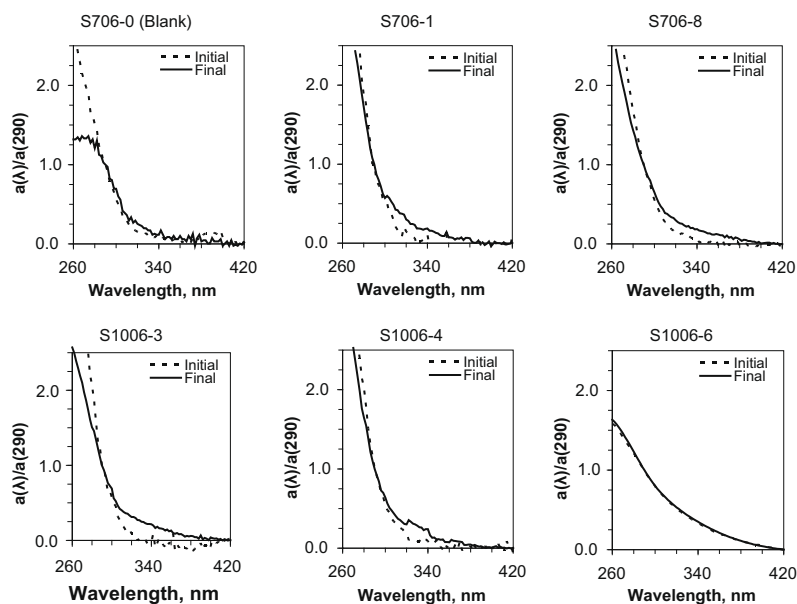 S706-0 (Blank)
Initial
Final
2.0
1.0
0.0
a(λ)/a(290)
260 340 420
Wavelength, nm
S706-1
Initial
Final
2.0
1.0
0.0
a(λ)/a(290)
260 340 420
Wavelength, nm
S706-8
Initial
Final
2.0
1.0
0.0
a(λ)/a(290)
260 340 420
Wavelength, nm
S1006-3
Initial
Final
2.0
1.0
0.0
a(λ)/a(290)
260 340 420
Wavelength, nm
S1006-4
Initial
Final
2.0
1.0
0.0
a(λ)/a(290)
260 340 420
Wavelength, nm
S1006-6
Initial
Final
2.0
1.0
0.0
a(λ)/a(290)
260 340 420
Wavelength, nm